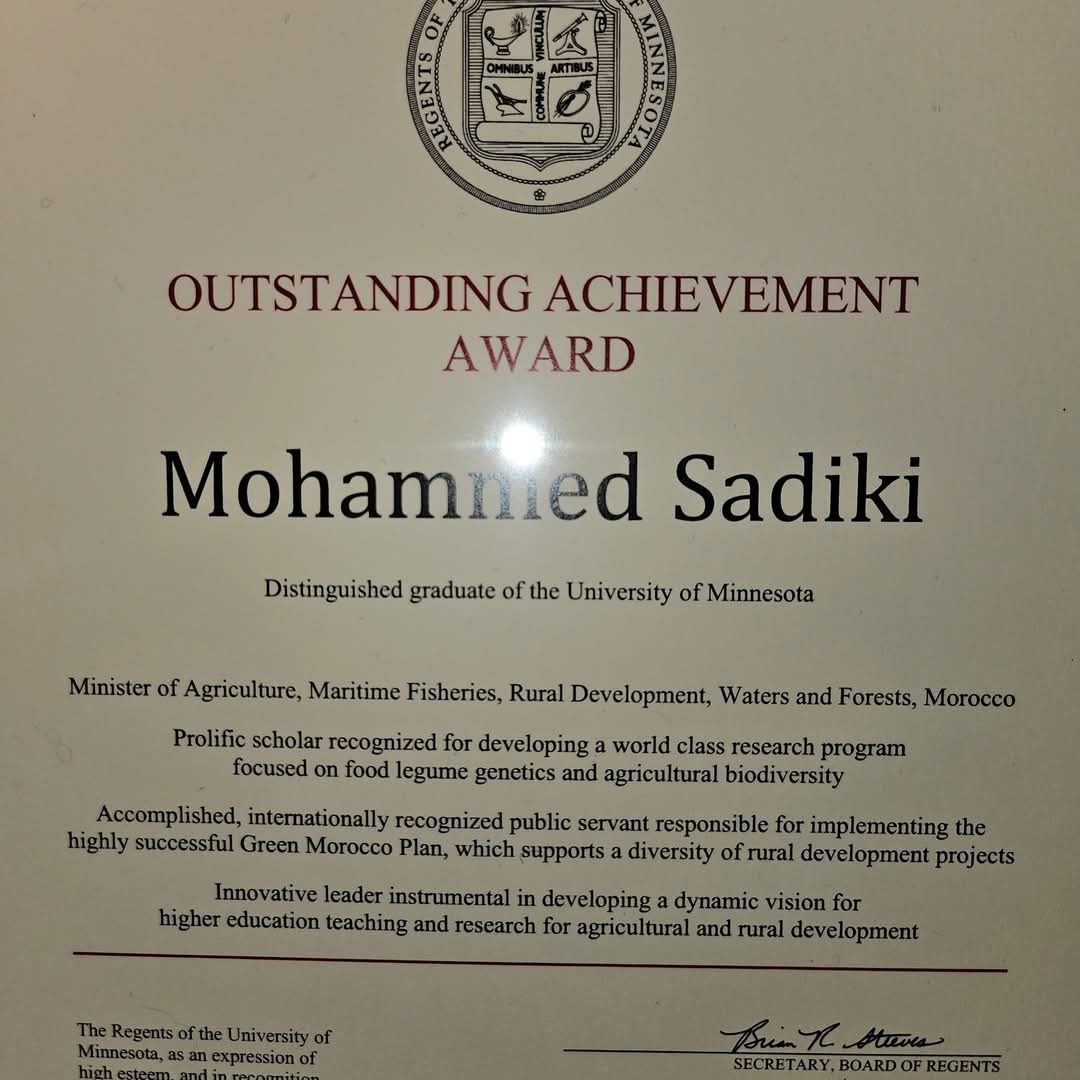 REGENTS OF T
F MINNESOTA
VINCULUM
OMNIBUS ARTIBUS
COMMUNE
OUTSTANDING ACHIEVEMENT
AWARD
Mohammed Sadiki
Distinguished graduate of the University of Minnesota
Minister of Agriculture, Maritime Fisheries, Rural Development, Waters and Forests, Morocco
Prolific scholar recognized for developing a world class research program
focused on food legume genetics and agricultural biodiversity
Accomplished, internationally recognized public servant responsible for implementing the
highly successful Green Morocco Plan, which supports a diversity of rural development projects
Innovative leader instrumental in developing a dynamic vision for
higher education teaching and research for agricultural and rural development
The Regents of the University of
Minnesota, as an expression of
high esteem, and in recognition
Brian R. Steeves
SECRETARY, BOARD OF REGENTS